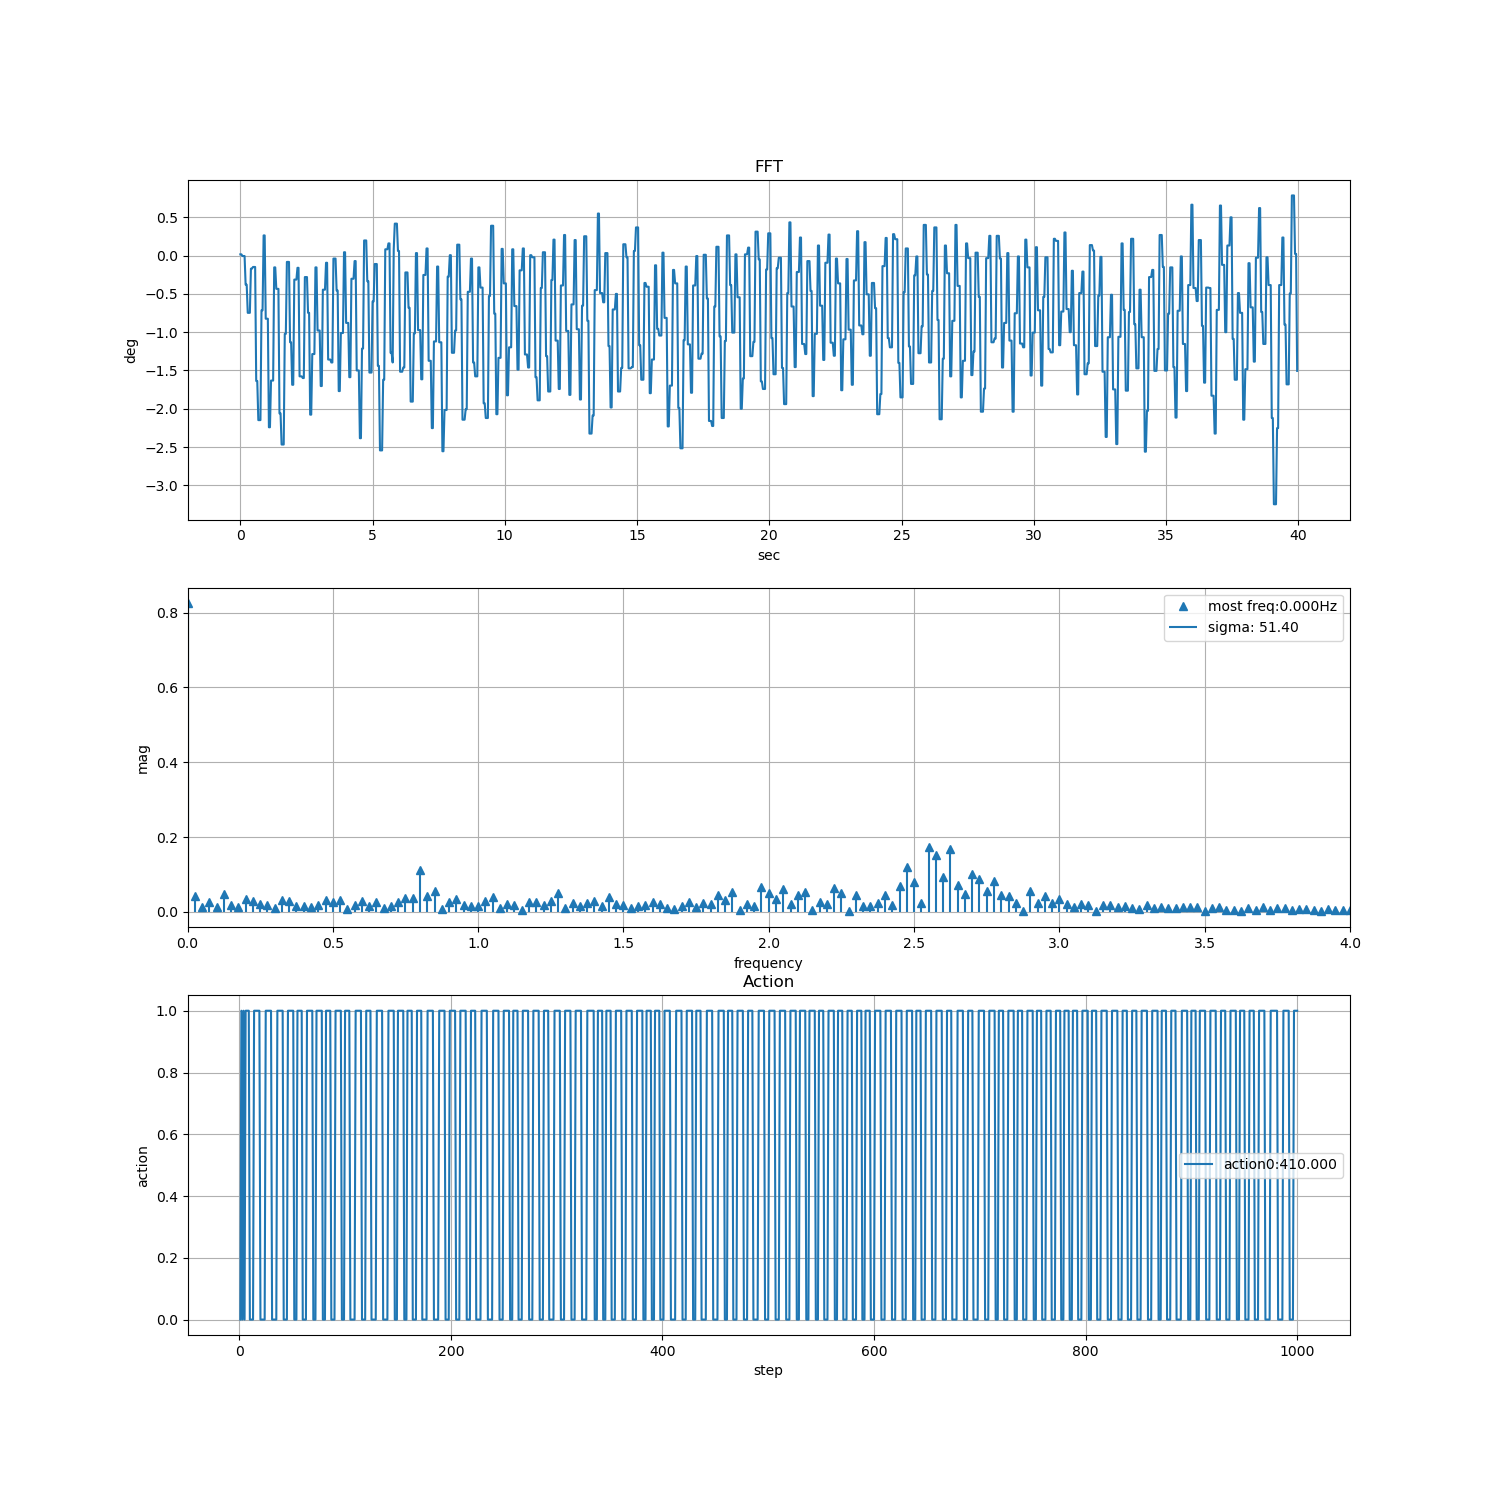 FFT
0.5
0.0
−0.5
−1.0
−1.5
−2.0
−2.5
−3.0
deg
0 5 10 15 20 25 30 35 40
sec
0.8
0.6
0.4
0.2
0.0
mag
most freq:0.000Hz
sigma: 51.40
0.0 0.5 1.0 1.5 2.0 2.5 3.0 3.5 4.0
frequency
Action
1.0
0.8
0.6
0.4
0.2
0.0
action
action0:410.000
0 200 400 600 800 1000
step